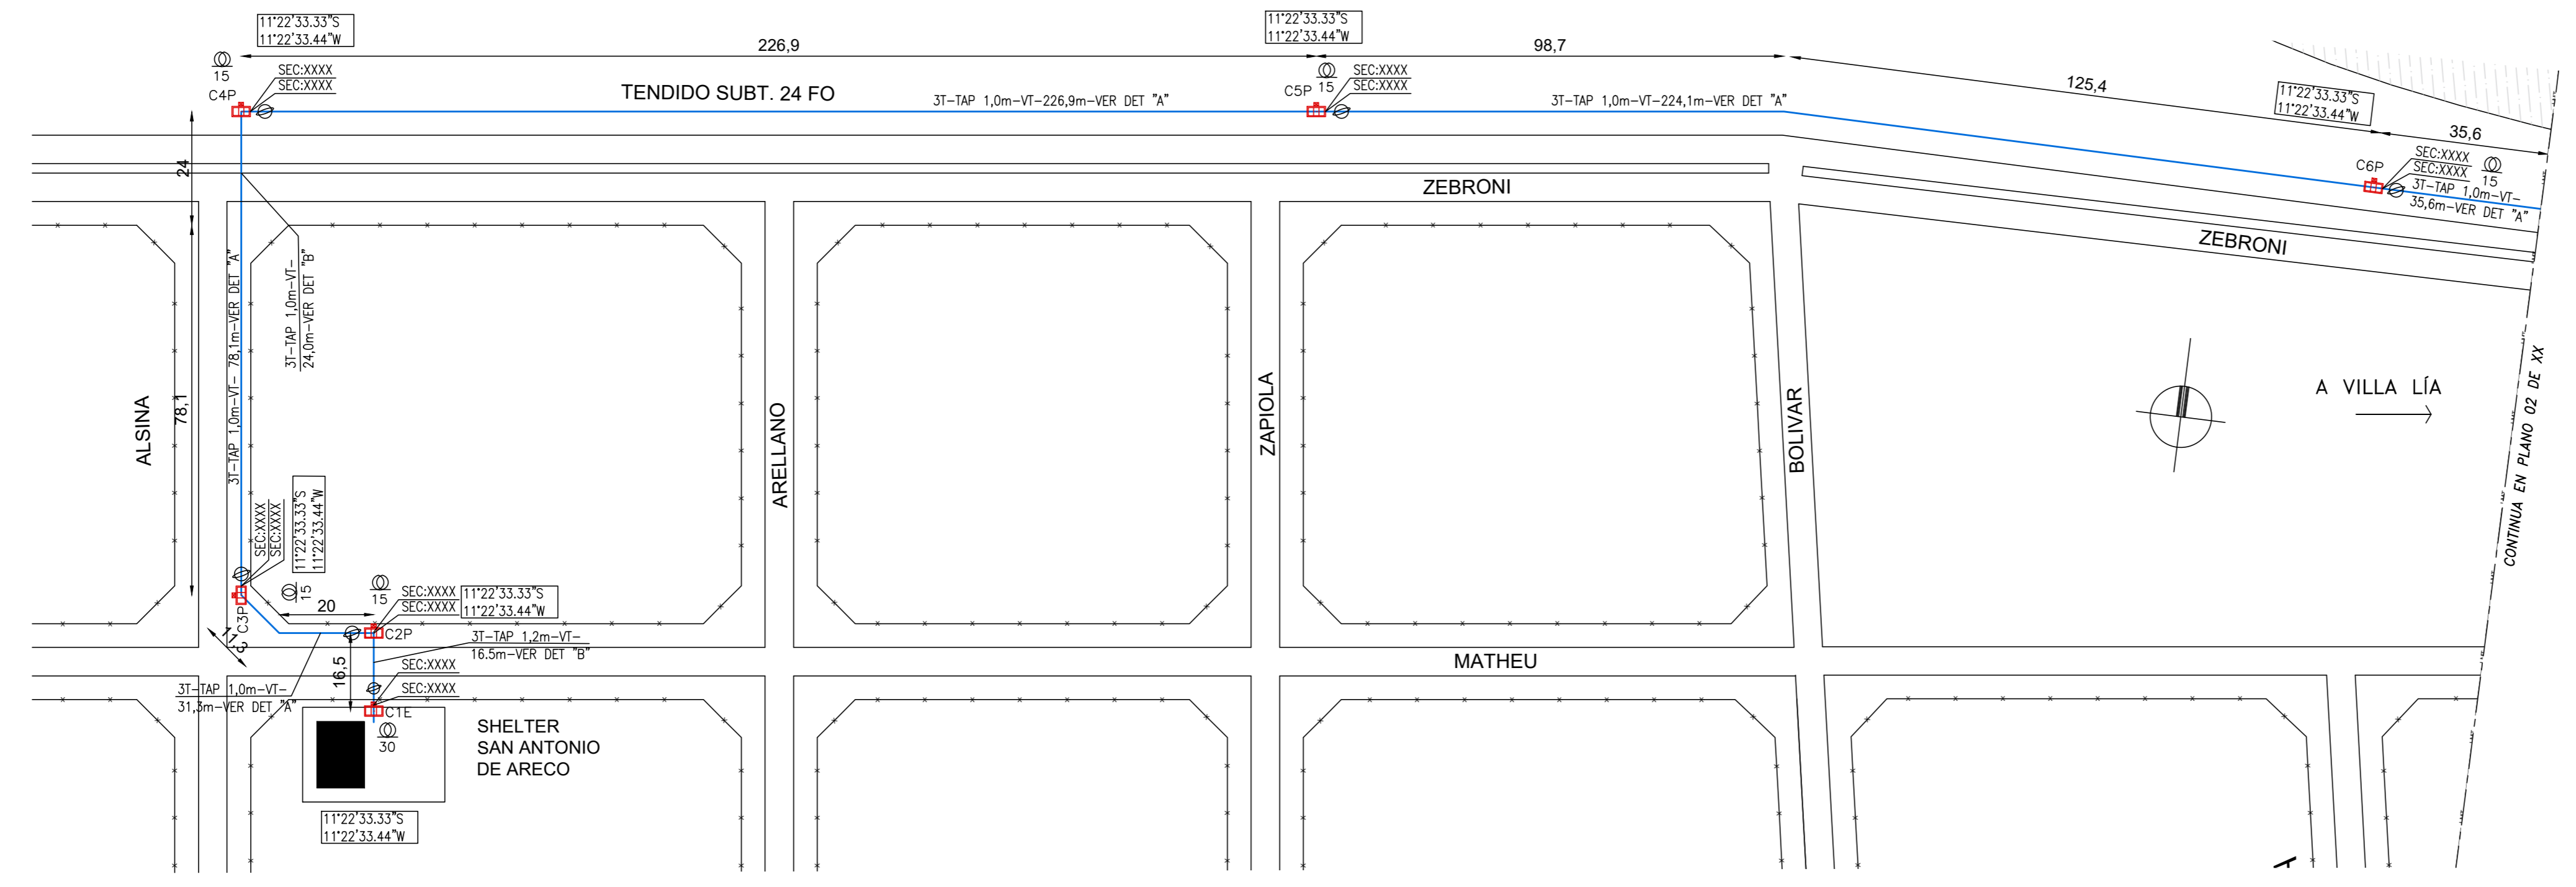 11°22'33.33"S
11°22'33.44"W
11°22'33.33"S
11°22'33.44"W
226,9
98,7
125,4
11°22'33.33"S
11°22'33.44"W
35,6
15
SEC:XXXX
SEC:XXXX
C4P
TENDIDO SUBT. 24 FO
3T-TAP 1,0m-VT-226,9m-VER DET "A"
C5P
15
SEC:XXXX
SEC:XXXX
3T-TAP 1,0m-VT-224,1m-VER DET "A"
C6P
SEC:XXXX
SEC:XXXX
15
3T-TAP 1,0m-VT-
35,6m-VER DET "A"
24
ZEBRONI
ZEBRONI
3T-TAP 1,0m-VT- 78,1m-VER DET "A"
3T-TAP 1,0m-VT-
24,0m-VER DET "B"
ALSINA
78,1
ARELLANO
ZAPIOLA
BOLIVAR
A VILLA LÍA
CONTINUA EN PLANO 02 DE XX
SEC:XXXX
SEC:XXXX
11°22'33.33"S
11°22'33.44"W
15
C3P
11,3
20
15
SEC:XXXX
SEC:XXXX
11°22'33.33"S
11°22'33.44"W
C2P
3T-TAP 1,2m-VT-
16.5m-VER DET "B"
16,5
SEC:XXXX
SEC:XXXX
MATHEU
3T-TAP 1,0m-VT-
31,3m-VER DET "A"
C1E
30
SHELTER
SAN ANTONIO
DE ARECO
11°22'33.33"S
11°22'33.44"W
A